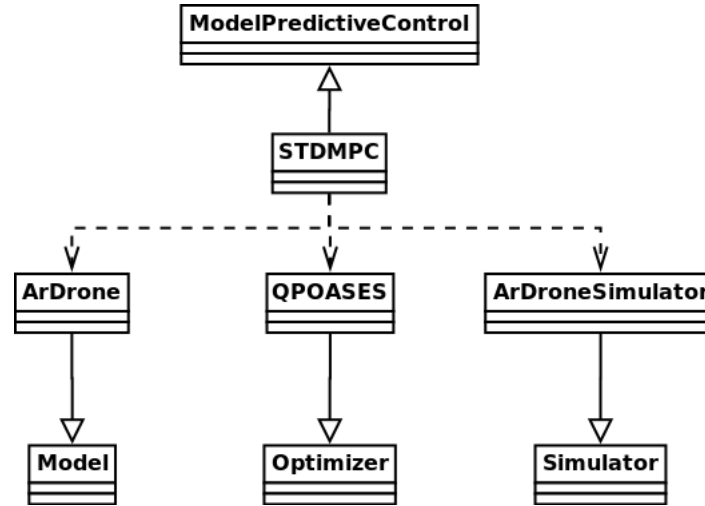 ModelPredictiveControl
STDMPC
ArDrone
QPOASES
ArDroneSimulator
Model
Optimizer
Simulator